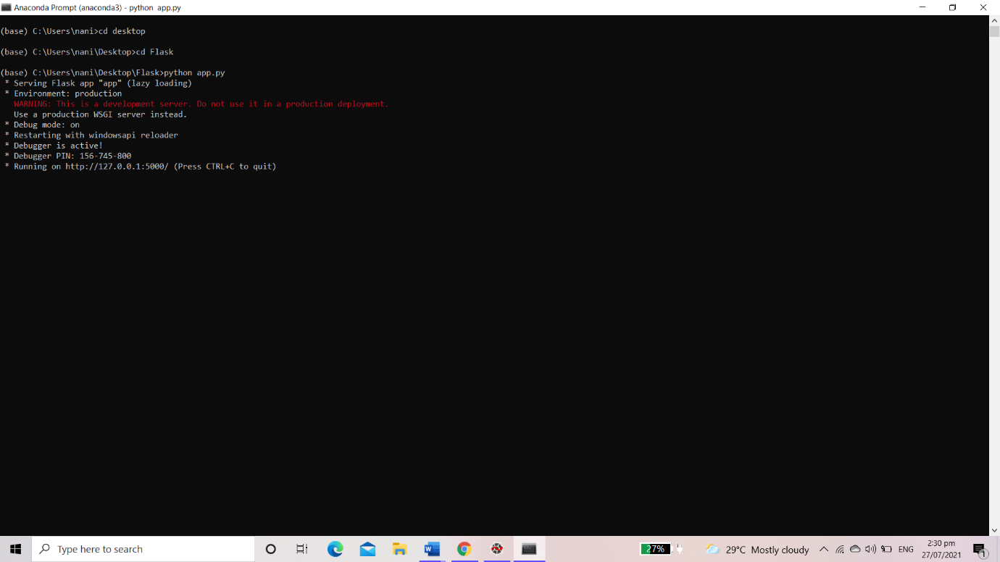 Anaconda Prompt (anaconda3) - python  app.py
(base) C:\Users\nani>cd desktop
(base) C:\Users\nani\Desktop>cd Flask
(base) C:\Users\nani\Desktop\Flask>python app.py
 * Serving Flask app "app" (lazy loading)
 * Environment: production
   WARNING: This is a development server. Do not use it in a production deployment.
   Use a production WSGI server instead.
 * Debug mode: on
 * Restarting with windowsapi reloader
 * Debugger is active!
 * Debugger PIN: 156-745-800
 * Running on http://127.0.0.1:5000/ (Press CTRL+C to quit)
Type here to search
W
27%
29°C Mostly cloudy
ENG
2:30 pm
27/07/2021
1